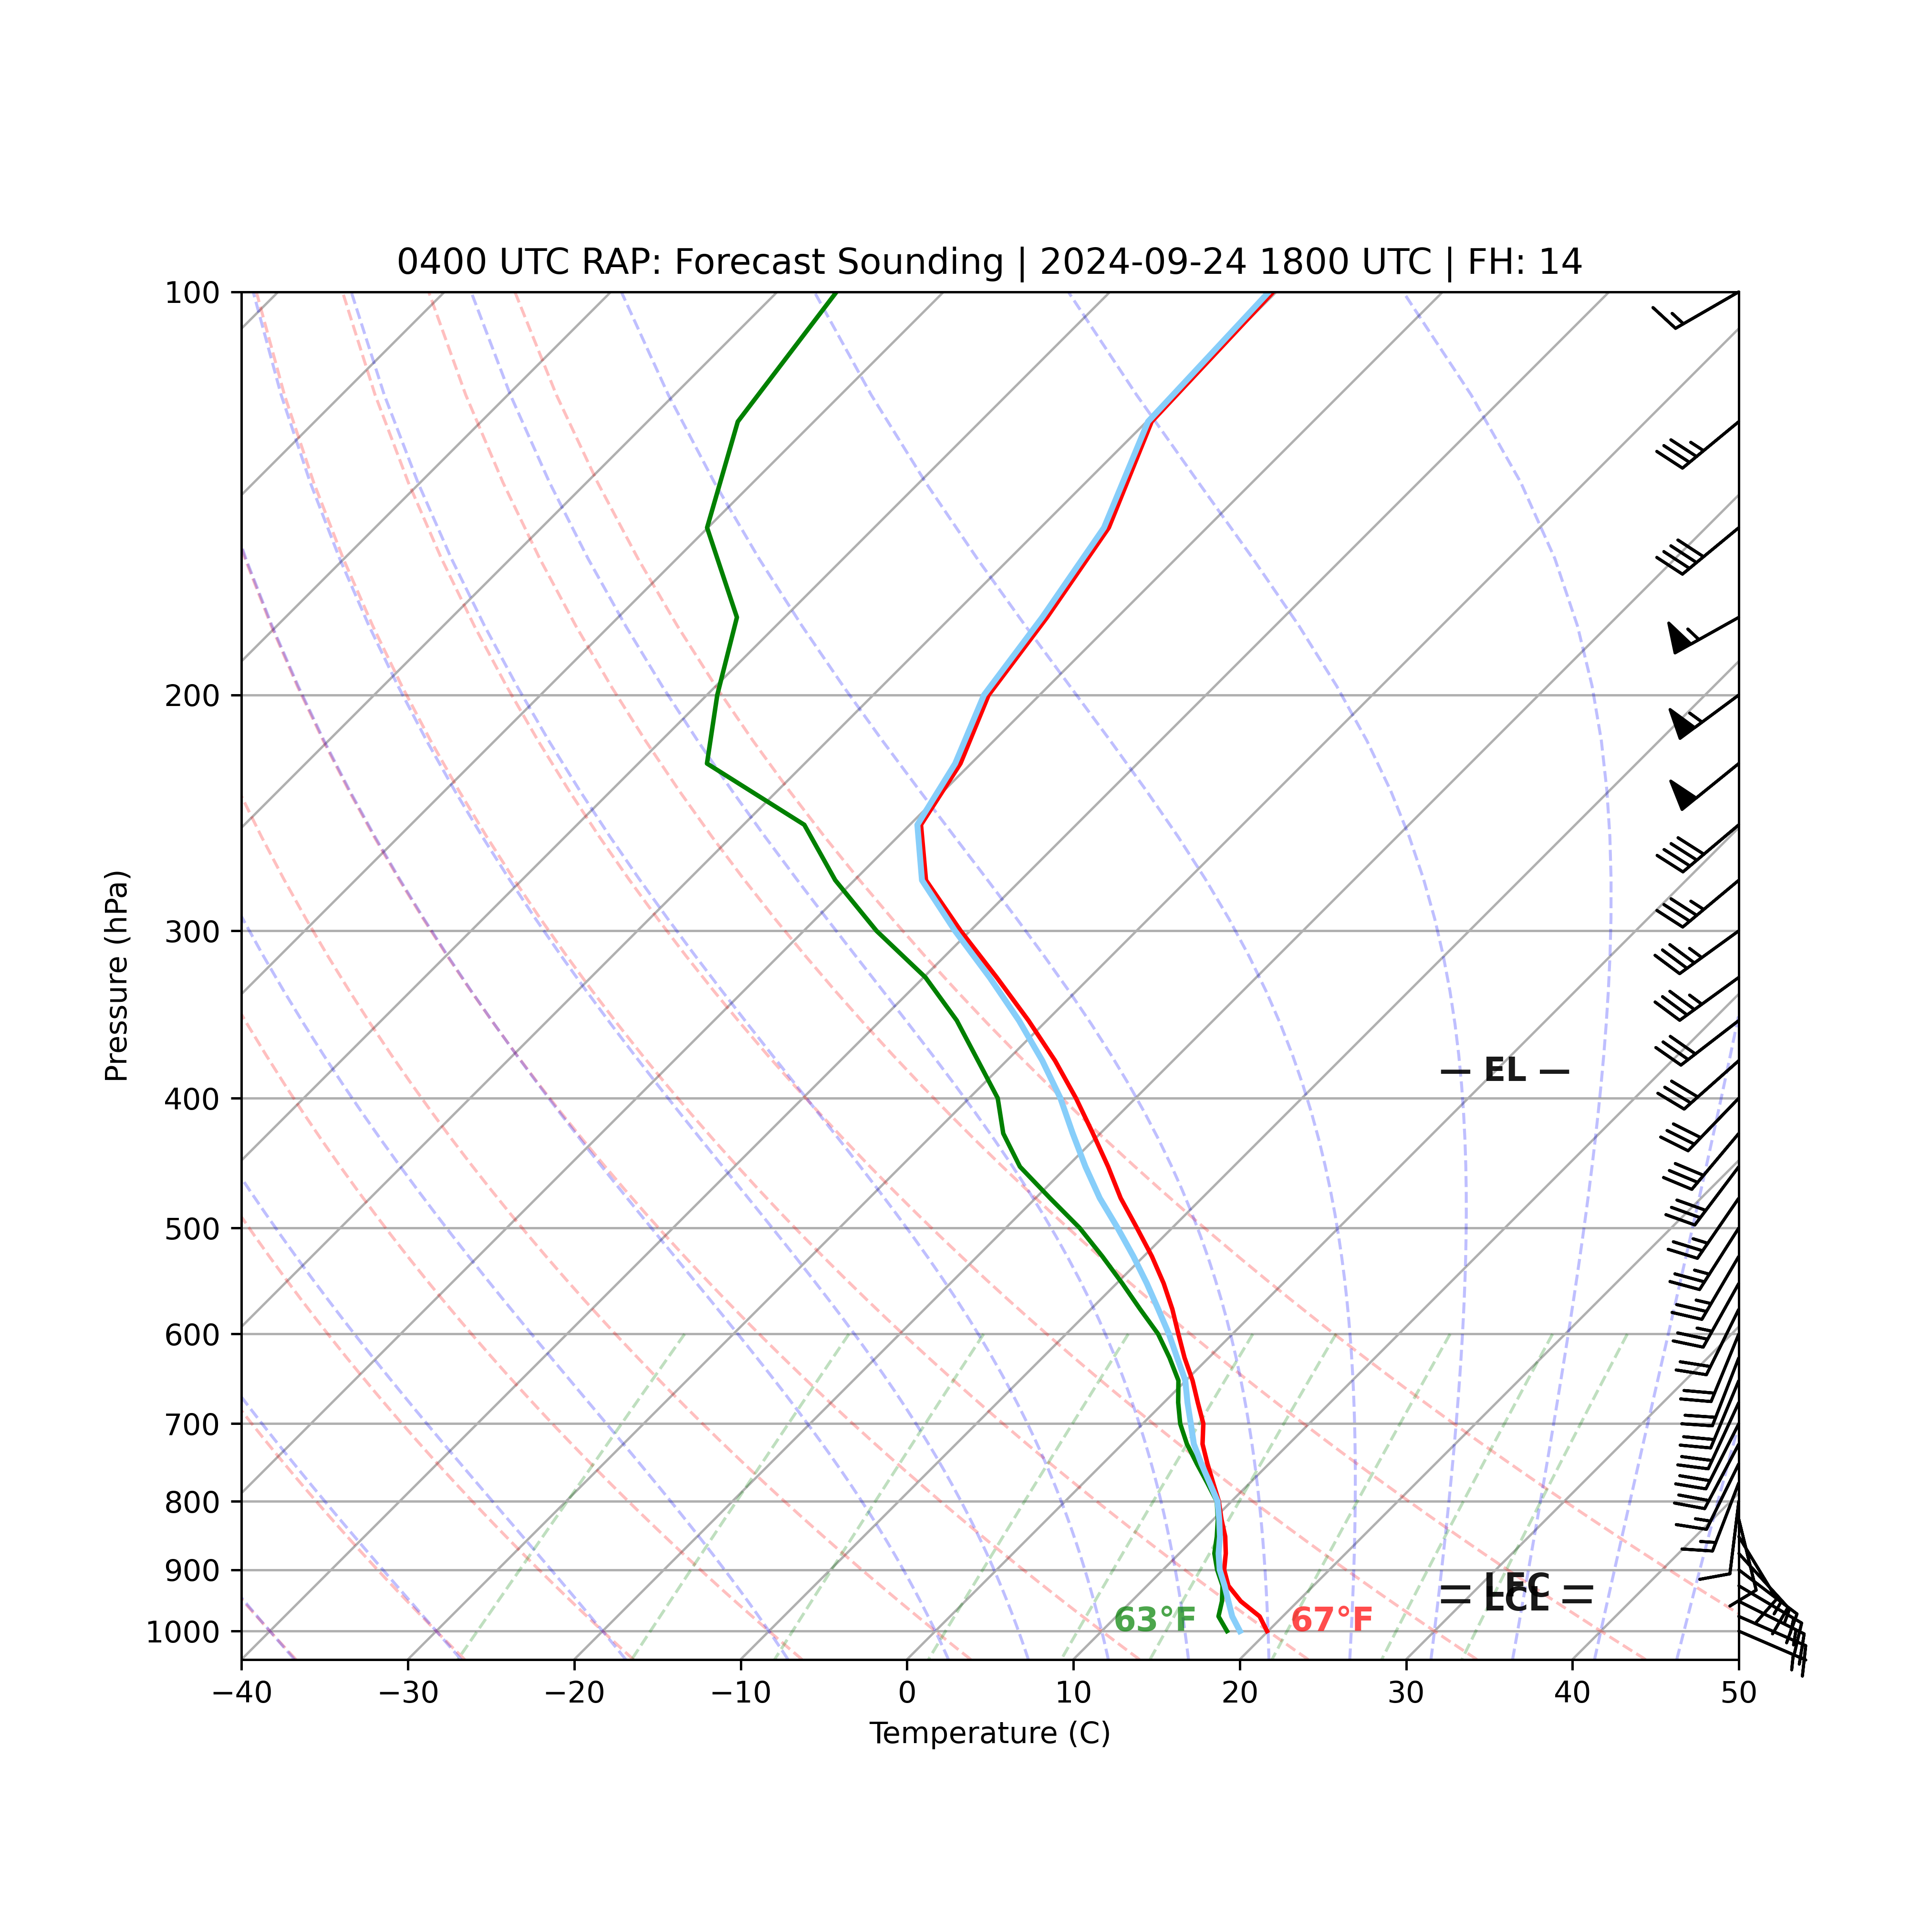 0400 UTC RAP: Forecast Sounding | 2024-09-24 1800 UTC | FH: 14
100
200
300
— EL —
400
500
600
700
800
900
— LFC —
— LCL —
1000
63°F
67°F
−40
−30
−20
−10
0
10
20
30
40
50
Temperature (C)
Pressure (hPa)